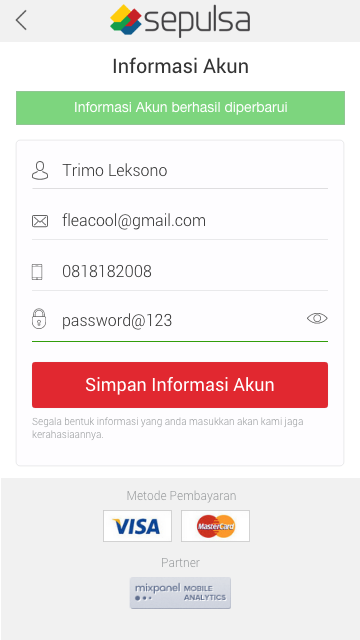 sepulsa
Informasi Akun
Informasi Akun berhasil diperbarui
Trimo Leksono
fleacool@gmail.com
0818182008
password@123
Simpan Informasi Akun
Segala bentuk informasi yang anda masukkan akan kami jaga
kerahasiaannya.
Metode Pembayaran
VISA
MasterCard
Partner
mixpanel MOBILE
ANALYTICS